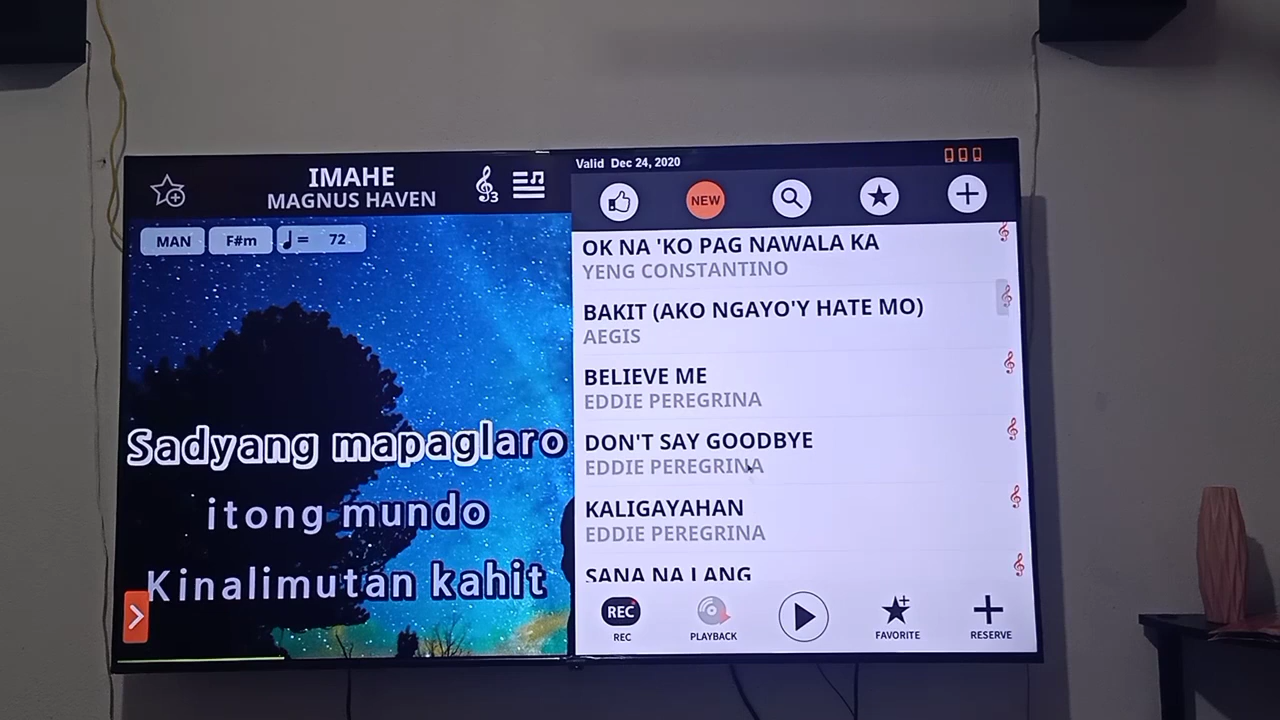 IMAHE
MAGNUS HAVEN
3
MAN F#m = 72
Sadyang mapaglaro
itong mundo
Kinalimutan kahit
Valid Dec 24, 2020
NEW
OK NA 'KO PAG NAWALA KA
YENG CONSTANTINO
BAKIT (AKO NGAYO'Y HATE MO)
AEGIS
BELIEVE ME
EDDIE PEREGRINA
DON'T SAY GOODBYE
EDDIE PEREGRINA
KALIGAYAHAN
EDDIE PEREGRINA
SANA NA LANG
REC
REC PLAYBACK FAVORITE RESERVE